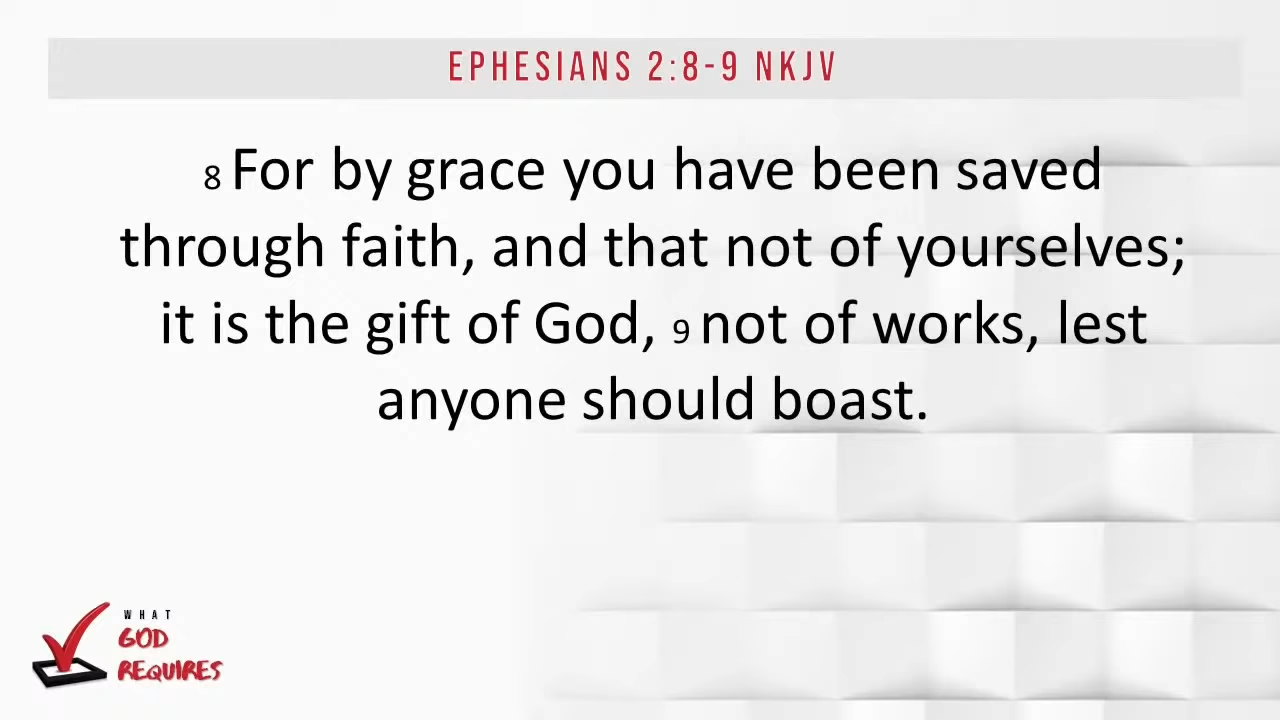 EPHESIANS 2:8-9 NKJV
8 For by grace you have been saved
through faith, and that not of yourselves;
it is the gift of God, 9 not of works, lest
anyone should boast.
WHAT
GOD
REQUIRES